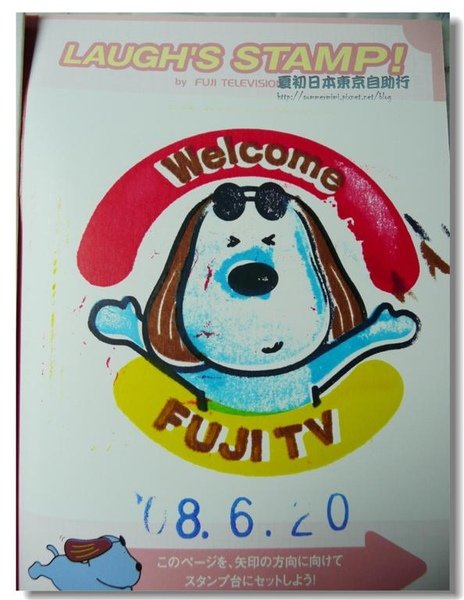 LAUGH'S STAMP!
by FUJI TELEVISION
夏初日本東京自助行
http://summermimi.pixnet.net/blog
Welcome
FUJI TV
'08.6.20
このページを、矢印の方向に向けて
スタンプ台にセットしよう!